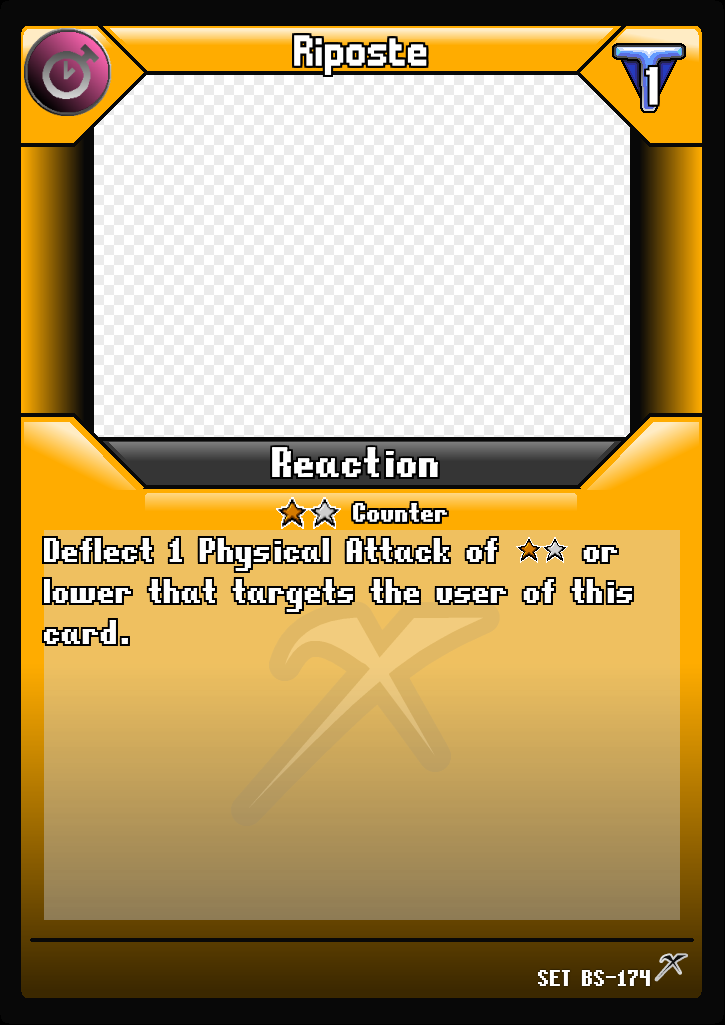 Riposte
1
Reaction
Counter
Deflect 1 Physical Attack of ★★ or
lower that targets the user of this
card.
SET BS-174